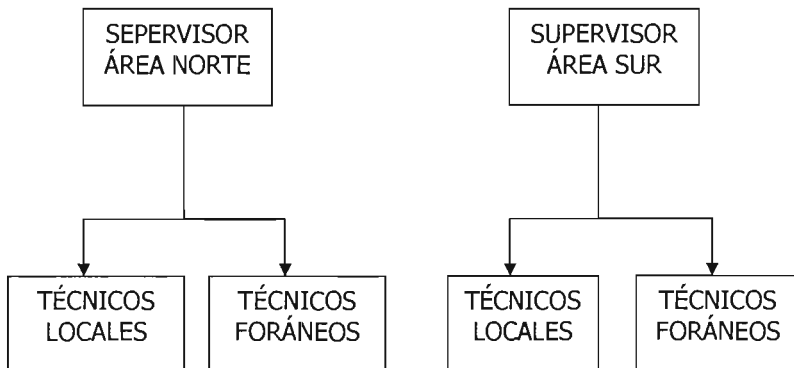 SEPERVISOR
ÁREA NORTE
SUPERVISOR
ÁREA SUR
TÉCNICOS
LOCALES
TÉCNICOS
FORÁNEOS
TÉCNICOS
LOCALES
TÉCNICOS
FORÁNEOS